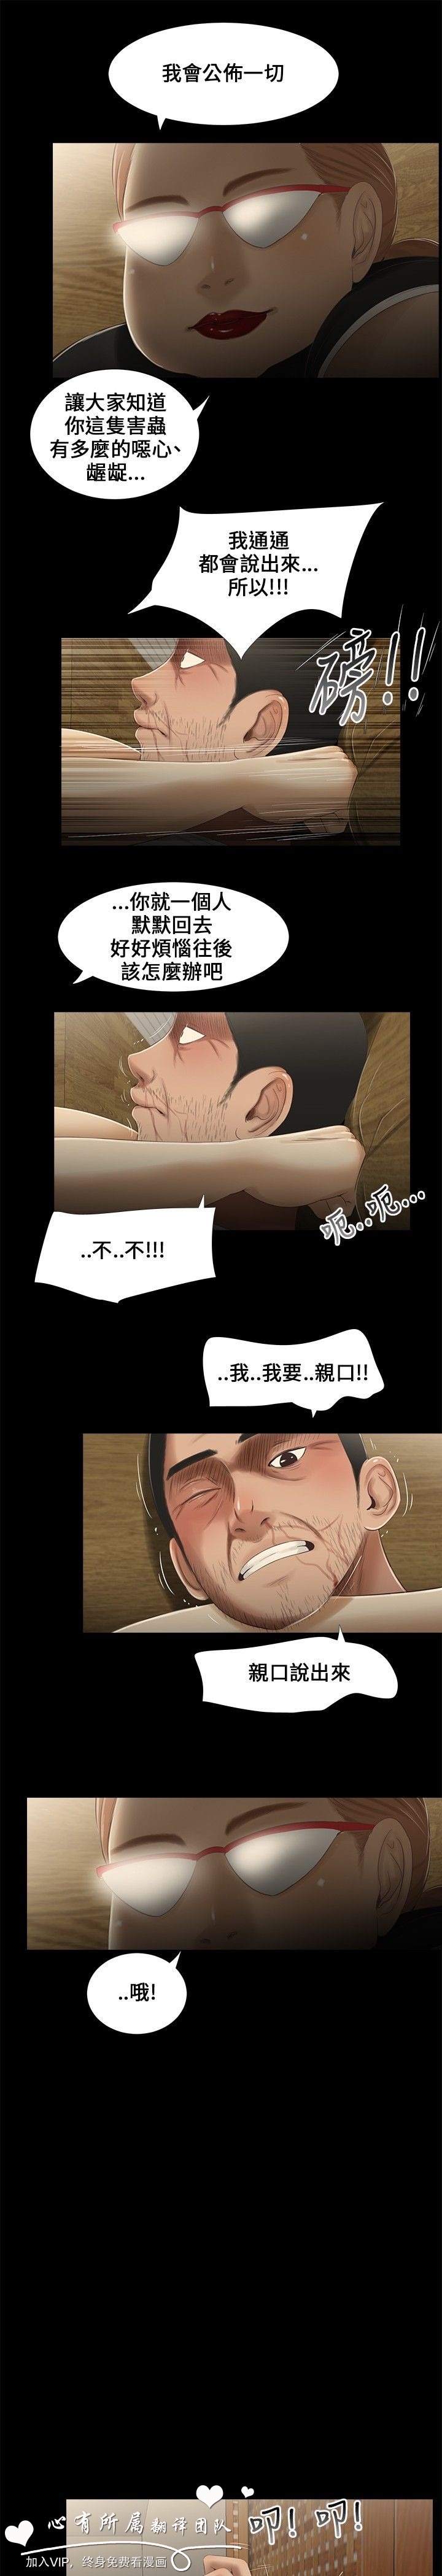 我會公佈一切
讓大家知道
你這隻害蟲
有多麼的噁心、
齷齪...
我通通
都會說出來...
所以!!!
磅!!
...你就一個人
默默回去
好好煩惱往後
該怎麼辦吧
呃..呃...
..不..不!!!
..我..我要..親口!!
親口說出來
..哦!
叩! 叩!
心有所属翻译团队
加入VIP，终身免费看漫画